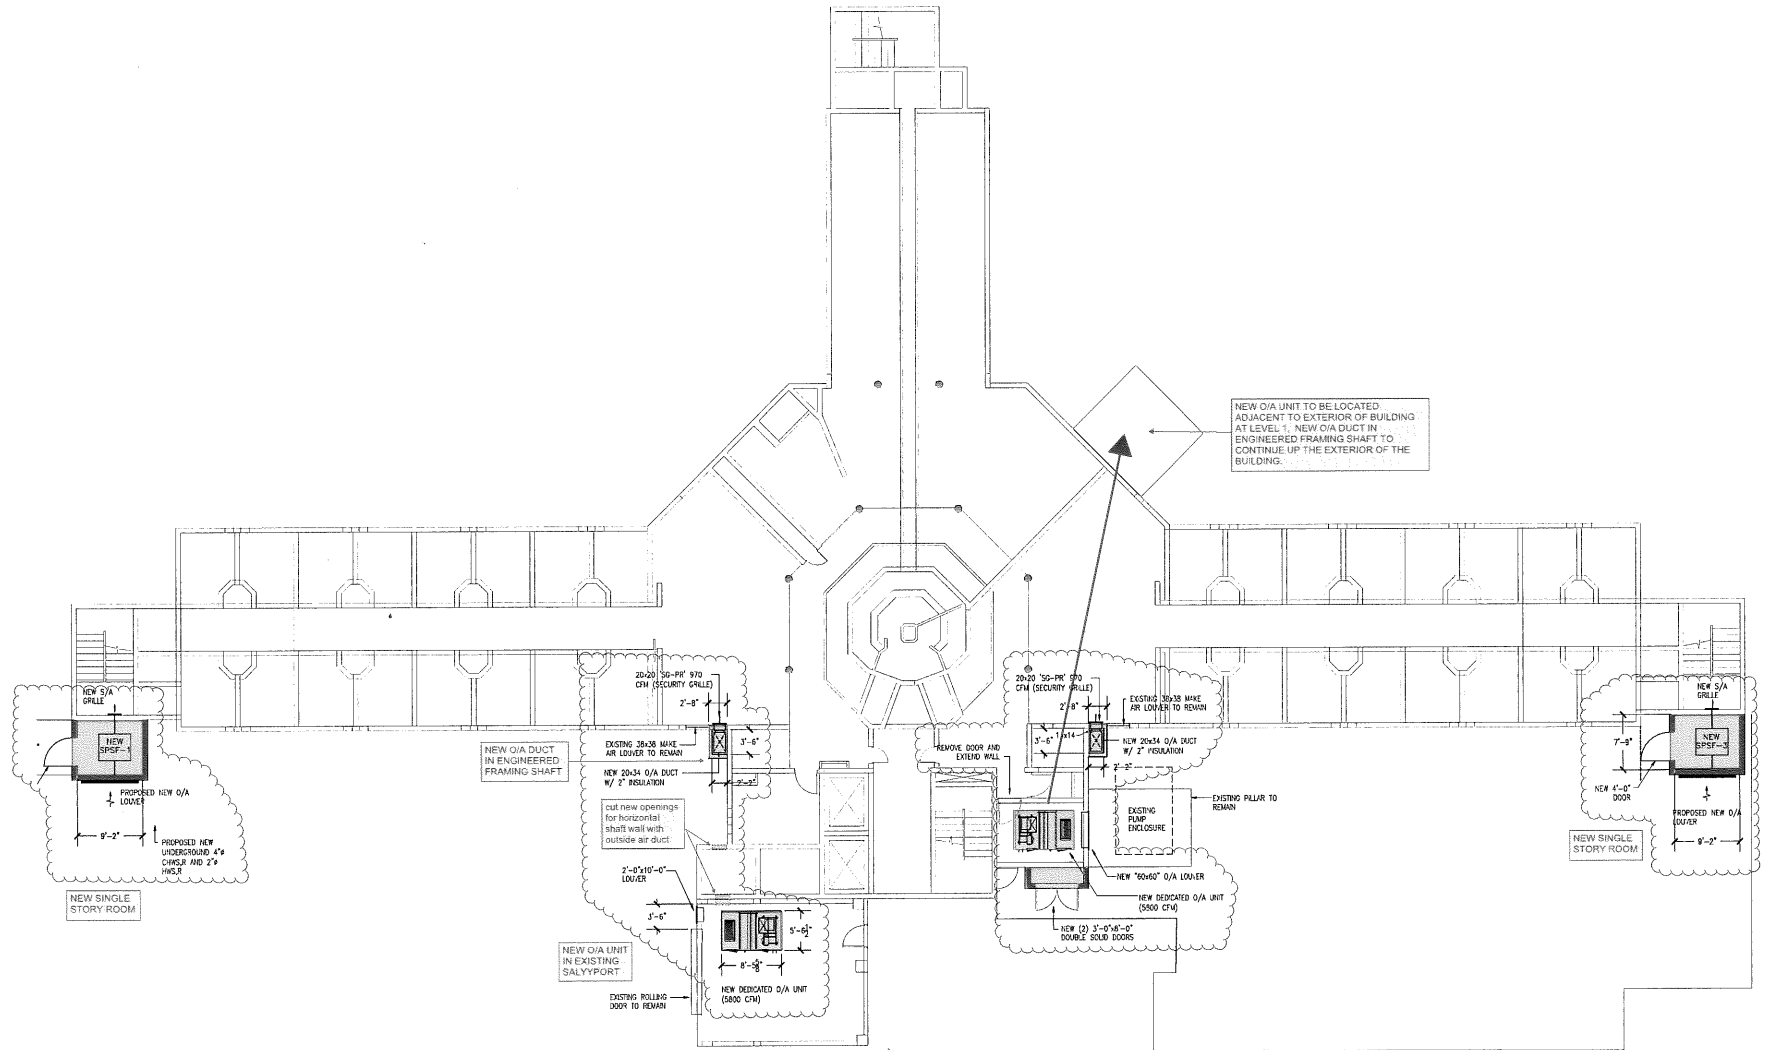 NEW O/A UNIT TO BE LOCATED
ADJACENT TO EXTERIOR OF BUILDING
AT LEVEL 1. NEW O/A DUCT IN
ENGINEERED FRAMING SHAFT TO
CONTINUE UP THE EXTERIOR OF THE
BUILDING.
NEW S/A
GRILLE
NEW
SPSF-1
PROPOSED NEW O/A
LOUVER
9'-2"
PROPOSED NEW
UNDERGROUND 4"ø
CHWS,R AND 2"ø
HWS,R
NEW SINGLE
STORY ROOM
20x20 'SG-PR' 970
CFM (SECURITY GRILLE)
2'-8"
NEW O/A DUCT
IN ENGINEERED
FRAMING SHAFT
EXISTING 38x38 MAKE
AIR LOUVER TO REMAIN
3'-6"
NEW 20x34 O/A DUCT
W/ 2" INSULATION
2'-2"
cut new openings
for horizontal
shaft wall with
outside air duct
2'-0"x10'-0"
LOUVER
3'-6"
5'-6½"
8'-5⅝"
NEW O/A UNIT
IN EXISTING
SALYYPORT
NEW DEDICATED O/A UNIT
(5800 CFM)
EXISTING ROLLING
DOOR TO REMAIN
20x20 'SG-PR' 970
CFM (SECURITY GRILLE)
2'-8"
EXISTING 38x38 MAKE
AIR LOUVER TO REMAIN
3'-6"
NEW 20x34 O/A DUCT
W/ 2" INSULATION
REMOVE DOOR AND
EXTEND WALL
2'-2"
EXISTING
PUMP
ENCLOSURE
EXISTING PILLAR TO
REMAIN
NEW "60x60" O/A LOUVER
NEW DEDICATED O/A UNIT
(5900 CFM)
NEW (2) 3'-0"x8'-0"
DOUBLE SOLID DOORS
NEW S/A
GRILLE
7'-9"
NEW
SPSF-3
NEW 4'-0"
DOOR
PROPOSED NEW O/A
LOUVER
9'-2"
NEW SINGLE
STORY ROOM